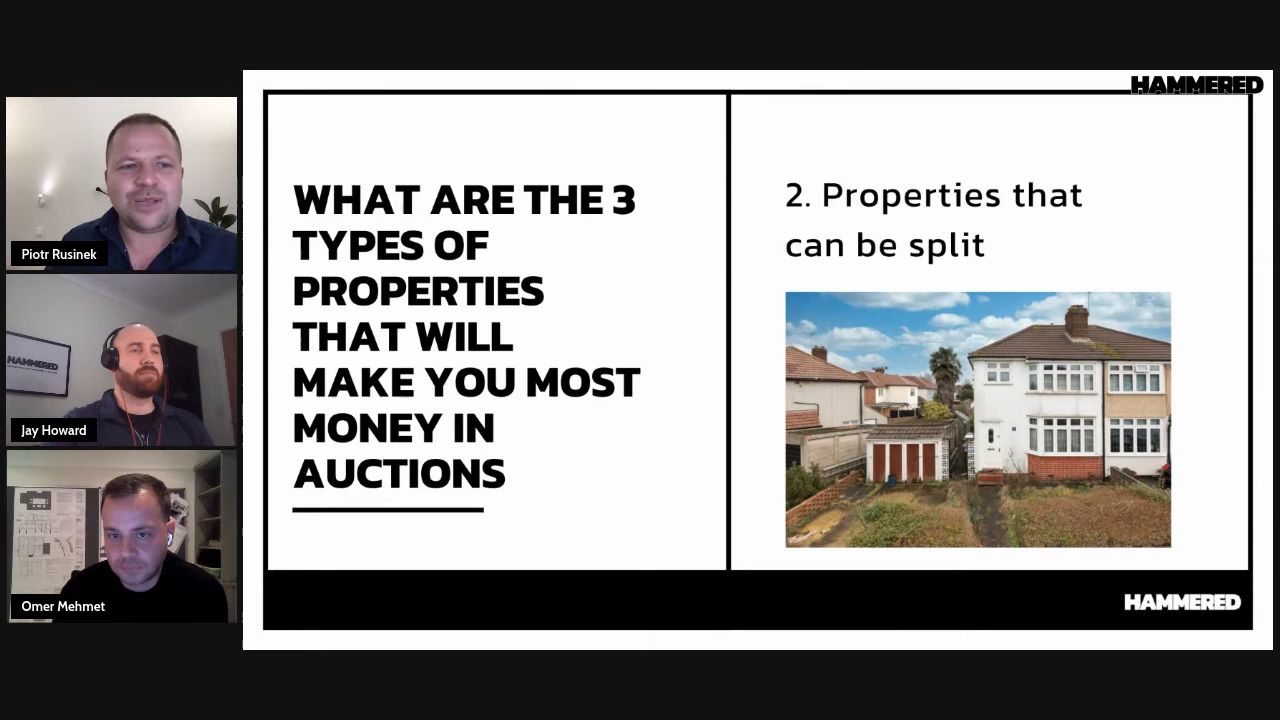 HAMMERED
Piotr Rusinek
HAMMERED
Jay Howard
Omer Mehmet
WHAT ARE THE 3
TYPES OF
PROPERTIES
THAT WILL
MAKE YOU MOST
MONEY IN
AUCTIONS
2. Properties that
can be split
HAMMERED